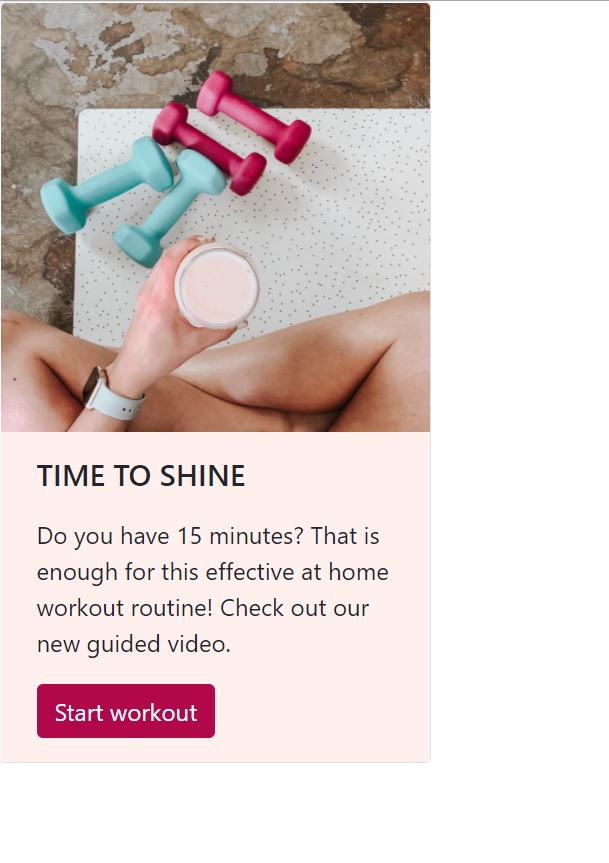 TIME TO SHINE
Do you have 15 minutes? That is
enough for this effective at home
workout routine! Check out our
new guided video.
Start workout